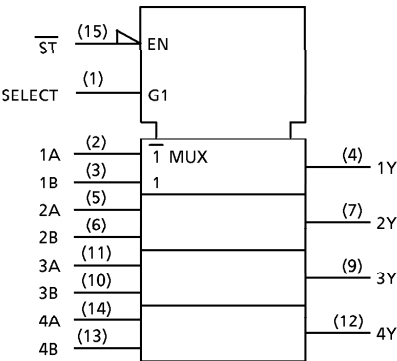 S̅T̅ (15) EN
SELECT (1) G1
1A (2) 1̅ MUX (4) 1Y
1B (3) 1
2A (5) (7) 2Y
2B (6)
3A (11) (9) 3Y
3B (10)
4A (14) (12) 4Y
4B (13)